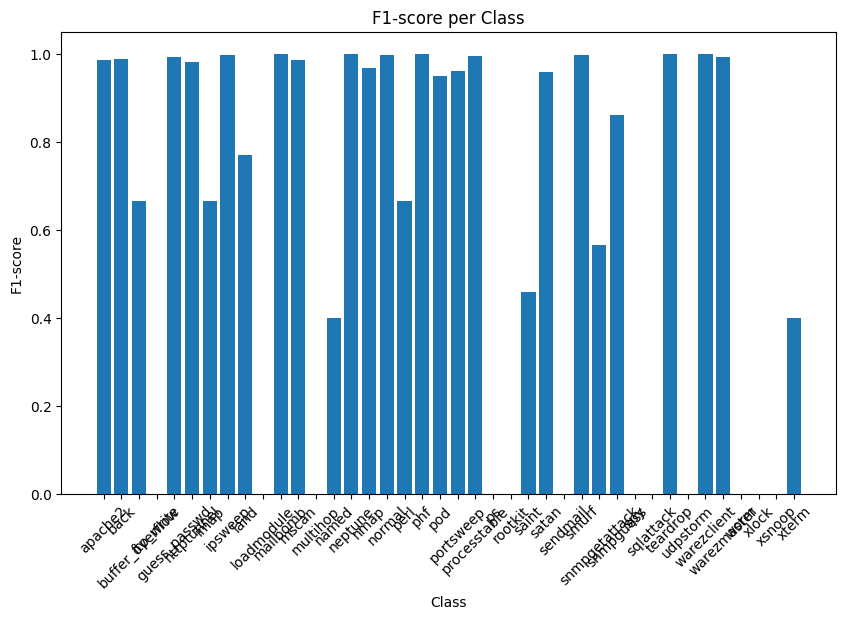 F1-score per Class
F1-score
1.0
0.8
0.6
0.4
0.2
0.0
apache2
back
buffer_overflow
ftp_write
guess_passwd
httptunnel
imap
ipsweep
land
loadmodule
mailbomb
mscan
multihop
named
neptune
nmap
normal
perl
phf
pod
portsweep
processtable
ps
rootkit
saint
satan
sendmail
smurf
snmpgetattack
snmpguess
spy
sqlattack
teardrop
udpstorm
warezclient
warezmaster
worm
xlock
xsnoop
xterm
Class